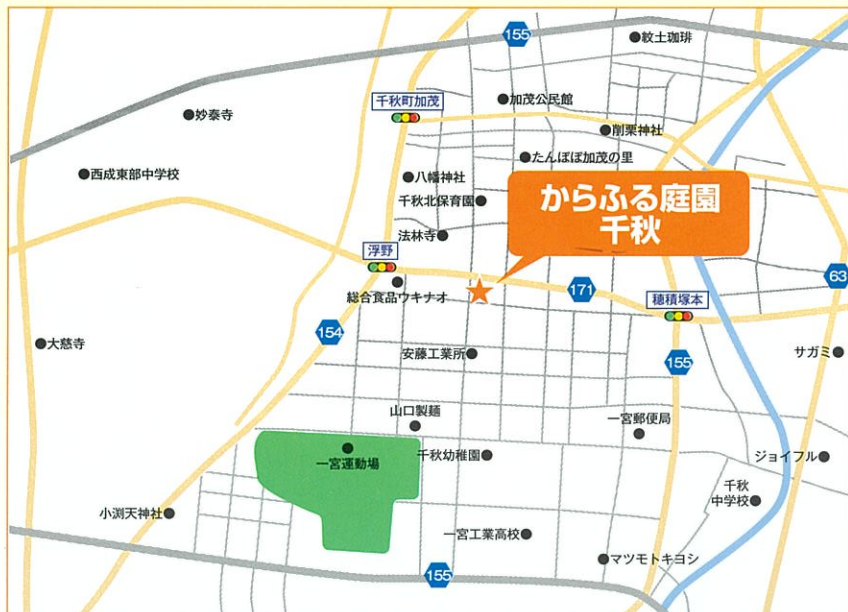 155
紋土珈琲
千秋町加茂
加茂公民館
妙泰寺
削栗神社
たんぽぽ加茂の里
西成東部中学校
八幡神社
千秋北保育園
からふる庭園
千秋
法林寺
浮野
総合食品ウキナオ
171
63
穂積塚本
154
大慈寺
安藤工業所
155
サガミ
山口製麺
一宮郵便局
一宮運動場
千秋幼稚園
ジョイフル
千秋
中学校
小渕天神社
一宮工業高校
マツモトキヨシ
155